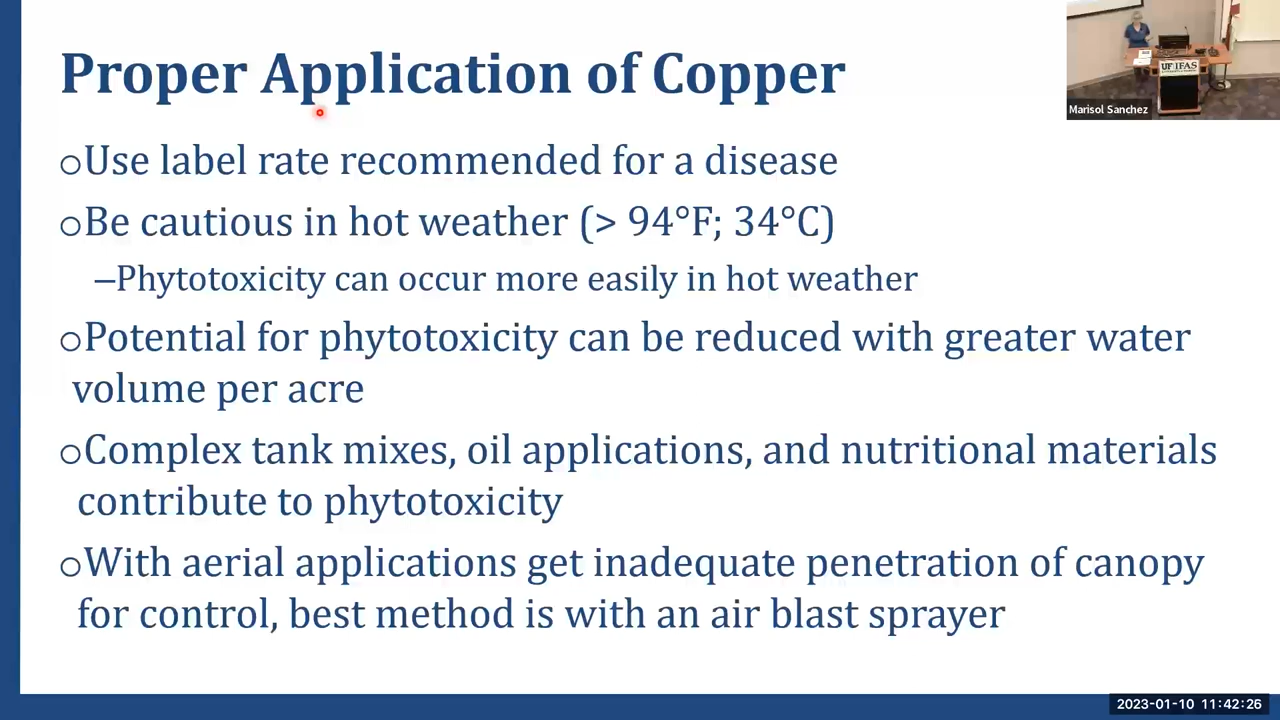 Proper Application of Copper
○Use label rate recommended for a disease
○Be cautious in hot weather (> 94°F; 34°C)
–Phytotoxicity can occur more easily in hot weather
○Potential for phytotoxicity can be reduced with greater water
volume per acre
○Complex tank mixes, oil applications, and nutritional materials
contribute to phytotoxicity
○With aerial applications get inadequate penetration of canopy
for control, best method is with an air blast sprayer
UF IFAS
Marisol Sanchez
2023-01-10 11:42:26